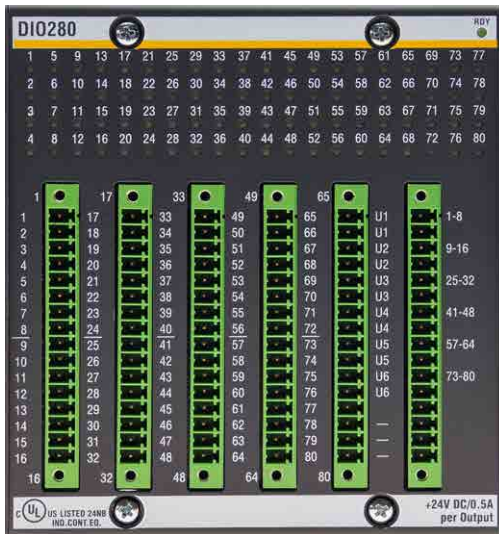 DIO280 RDY
1 5 9 13 17 21 25 29 33 37 41 45 49 53 57 61 65 69 73 77
2 6 10 14 18 22 26 30 34 38 42 46 50 54 58 62 66 70 74 78
3 7 11 15 19 23 27 31 35 39 43 47 51 55 59 63 67 71 75 79
4 8 12 16 20 24 28 32 36 40 44 48 52 56 60 64 68 72 76 80
1 17 33 49 65
1 17 33 49 65 U1 1-8
2 18 34 50 66 U1
3 19 35 51 67 U2 9-16
4 20 36 52 68 U2
5 21 37 53 69 U3 25-32
6 22 38 54 70 U3
7 23 39 55 71 U4 41-48
8 24 40 56 72 U4
9 25 41 57 73 U5 57-64
10 26 42 58 74 U5
11 27 43 59 75 U6 73-80
12 28 44 60 76 U6
13 29 45 61 77
14 30 46 62 78 —
15 31 47 63 79 —
16 32 48 64 80 —
16 32 48 64 80
c UL US LISTED 24NB
IND.CONT.EQ.
+24V DC/0.5A
per Output